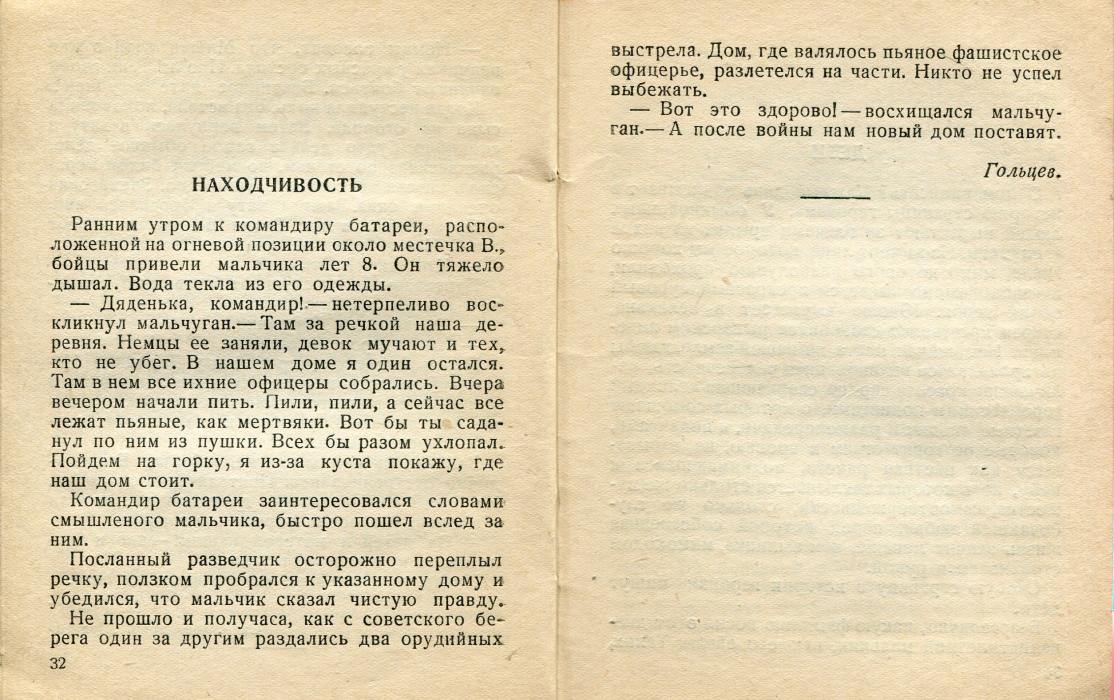 НАХОДЧИВОСТЬ
Ранним утром к командиру батареи, распо-
ложенной на огневой позиции около местечка В.,
бойцы привели мальчика лет 8. Он тяжело
дышал. Вода текла из его одежды.
— Дяденька, командир!— нетерпеливо вос-
кликнул мальчуган.— Там за речкой наша де-
ревня. Немцы ее заняли, девок мучают и тех,
кто не убег. В нашем доме я один остался.
Там в нем все ихние офицеры собрались. Вчера
вечером начали пить. Пили, пили, а сейчас все
лежат пьяные, как мертвяки. Вот бы ты сада-
нул по ним из пушки. Всех бы разом ухлопал.
Пойдем на горку, я из-за куста покажу, где
наш дом стоит.
Командир батареи заинтересовался словами
смышленого мальчика, быстро пошел вслед за
ним.
Посланный разведчик осторожно переплыл
речку, ползком пробрался к указанному дому и
убедился, что мальчик сказал чистую правду.
Не прошло и получаса, как с советского бе-
рега один за другим раздались два орудийных
32
выстрела. Дом, где валялось пьяное фашистское
офицерье, разлетелся на части. Никто не успел
выбежать.
— Вот это здорово! — восхищался мальчу-
ган.— А после войны нам новый дом поставят.
Гольцев.